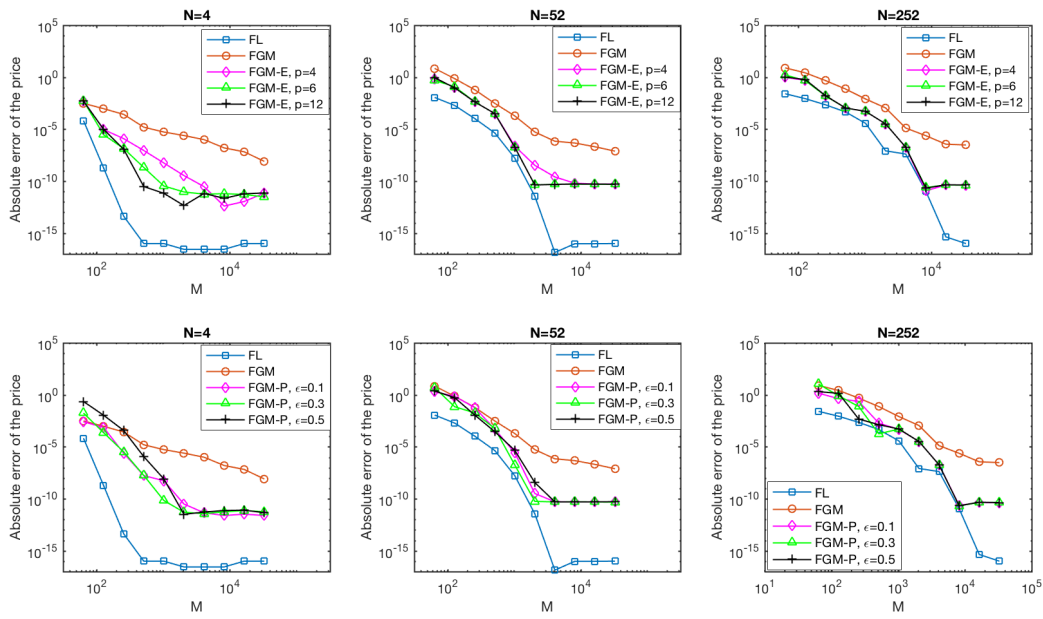 N=4
N=52
N=252
10^5
10^0
10^-5
10^-10
10^-15
Absolute error of the price
10^2
10^4
M
FL
FGM
FGM-E, p=4
FGM-E, p=6
FGM-E, p=12
10^5
10^0
10^-5
10^-10
10^-15
Absolute error of the price
10^2
10^4
M
FL
FGM
FGM-E, p=4
FGM-E, p=6
FGM-E, p=12
10^5
10^0
10^-5
10^-10
10^-15
Absolute error of the price
10^2
10^4
M
FL
FGM
FGM-E, p=4
FGM-E, p=6
FGM-E, p=12
N=4
N=52
N=252
10^5
10^0
10^-5
10^-10
10^-15
Absolute error of the price
10^2
10^4
M
FL
FGM
FGM-P, ϵ=0.1
FGM-P, ϵ=0.3
FGM-P, ϵ=0.5
10^5
10^0
10^-5
10^-10
10^-15
Absolute error of the price
10^2
10^4
M
FL
FGM
FGM-P, ϵ=0.1
FGM-P, ϵ=0.3
FGM-P, ϵ=0.5
10^5
10^0
10^-5
10^-10
10^-15
Absolute error of the price
FL
FGM
FGM-P, ϵ=0.1
FGM-P, ϵ=0.3
FGM-P, ϵ=0.5
10^1
10^2
10^3
10^4
10^5
M